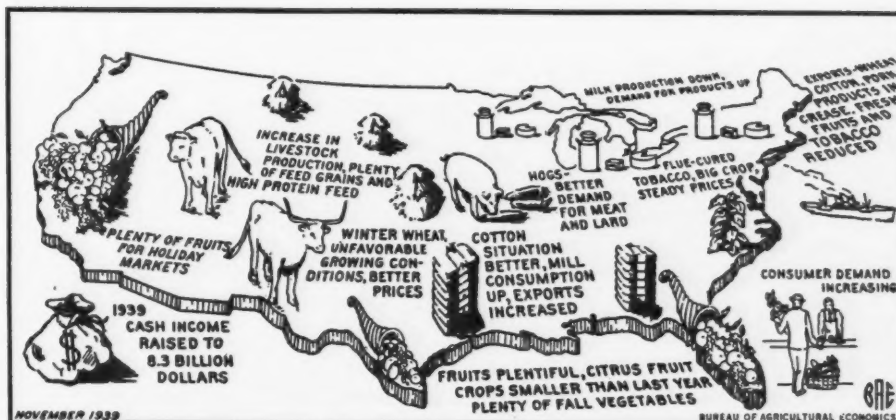 MILK PRODUCTION DOWN,
DEMAND FOR PRODUCTS UP
EXPORTS-WHEAT,
COTTON, PORK
PRODUCTS IN-
CREASE, FRESH
FRUITS AND
TOBACCO
REDUCED
INCREASE IN
LIVESTOCK
PRODUCTION, PLENTY
OF FEED GRAINS AND
HIGH PROTEIN FEED
HOGS-
BETTER
DEMAND
FOR MEAT
AND LARD
FLUE-CURED
TOBACCO, BIG CROP,
STEADY PRICES
PLENTY OF FRUITS
FOR HOLIDAY
MARKETS
WINTER WHEAT,
UNFAVORABLE
GROWING CON-
DITIONS, BETTER
PRICES
COTTON
SITUATION
BETTER, MILL
CONSUMPTION
UP, EXPORTS
INCREASED
CONSUMER DEMAND
INCREASING
$
1939
CASH INCOME
RAISED TO
8.3 BILLION
DOLLARS
FRUITS PLENTIFUL, CITRUS FRUIT
CROPS SMALLER THAN LAST YEAR
PLENTY OF FALL VEGETABLES
BAE
NOVEMBER 1939
BUREAU OF AGRICULTURAL ECONOMICS